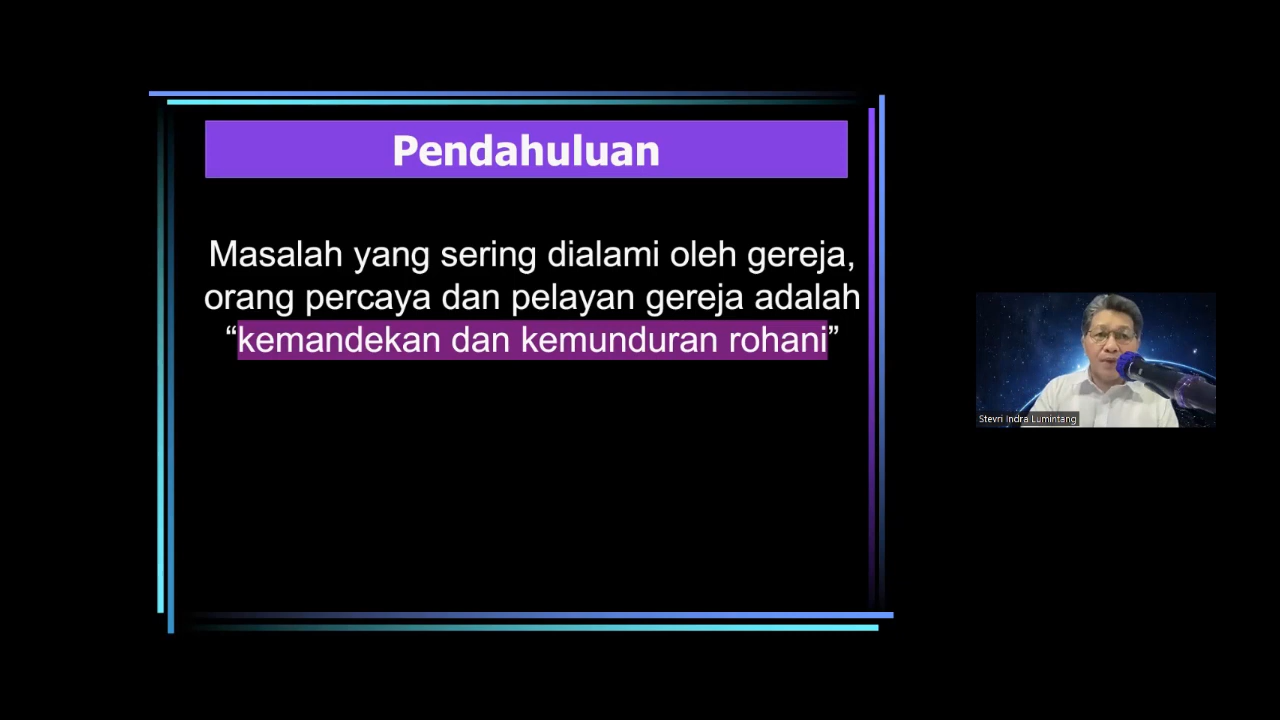 Pendahuluan
Masalah yang sering dialami oleh gereja,
orang percaya dan pelayan gereja adalah
“kemandekan dan kemunduran rohani”
Stevri Indra Lumintang